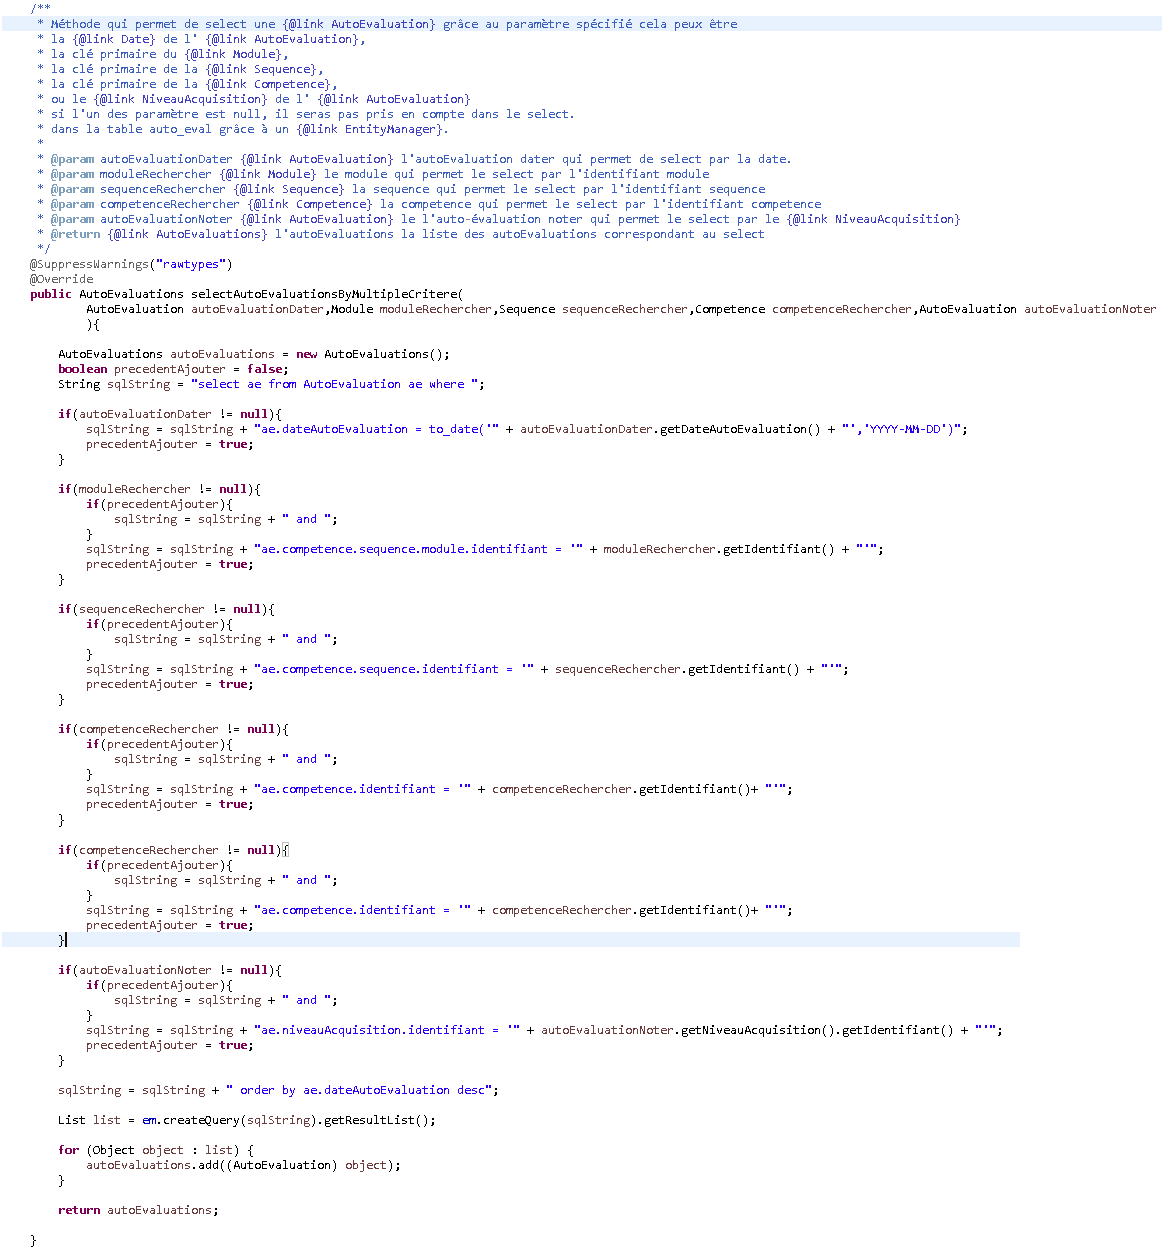 /**
 * Méthode qui permet de select une {@link AutoEvaluation} grâce au paramètre spécifié cela peux être
 * la {@link Date} de l' {@link AutoEvaluation},
 * la clé primaire du {@link Module},
 * la clé primaire de la {@link Sequence},
 * la clé primaire de la {@link Competence},
 * ou le {@link NiveauAcquisition} de l' {@link AutoEvaluation}
 * si l'un des paramètre est null, il seras pas pris en compte dans le select.
 * dans la table auto_eval grâce à un {@link EntityManager}.
 *
 * @param autoEvaluationDater {@link AutoEvaluation} l'autoEvaluation dater qui permet de select par la date.
 * @param moduleRechercher {@link Module} le module qui permet le select par l'identifiant module
 * @param sequenceRechercher {@link Sequence} la sequence qui permet le select par l'identifiant sequence
 * @param competenceRechercher {@link Competence} la competence qui permet le select par l'identifiant competence
 * @param autoEvaluationNoter {@link AutoEvaluation} le l'auto-évaluation noter qui permet le select par le {@link NiveauAcquisition}
 * @return {@link AutoEvaluations} l'autoEvaluations la liste des autoEvaluations correspondant au select
 */
@SuppressWarnings("rawtypes")
@Override
public AutoEvaluations selectAutoEvaluationsByMultipleCritere(
        AutoEvaluation autoEvaluationDater,Module moduleRechercher,Sequence sequenceRechercher,Competence competenceRechercher,AutoEvaluation autoEvaluationNoter
        ){
    AutoEvaluations autoEvaluations = new AutoEvaluations();
    boolean precedentAjouter = false;
    String sqlString = "select ae from AutoEvaluation ae where ";
    if(autoEvaluationDater != null){
        sqlString = sqlString + "ae.dateAutoEvaluation = to_date('" + autoEvaluationDater.getDateAutoEvaluation() + "','YYYY-MM-DD')";
        precedentAjouter = true;
    }
    if(moduleRechercher != null){
        if(precedentAjouter){
            sqlString = sqlString + " and ";
        }
        sqlString = sqlString + "ae.competence.sequence.module.identifiant = '" + moduleRechercher.getIdentifiant() + "'";
        precedentAjouter = true;
    }
    if(sequenceRechercher != null){
        if(precedentAjouter){
            sqlString = sqlString + " and ";
        }
        sqlString = sqlString + "ae.competence.sequence.identifiant = '" + sequenceRechercher.getIdentifiant() + "'";
        precedentAjouter = true;
    }
    if(competenceRechercher != null){
        if(precedentAjouter){
            sqlString = sqlString + " and ";
        }
        sqlString = sqlString + "ae.competence.identifiant = '" + competenceRechercher.getIdentifiant()+ "'";
        precedentAjouter = true;
    }
    if(competenceRechercher != null){
        if(precedentAjouter){
            sqlString = sqlString + " and ";
        }
        sqlString = sqlString + "ae.competence.identifiant = '" + competenceRechercher.getIdentifiant()+ "'";
        precedentAjouter = true;
    }
    if(autoEvaluationNoter != null){
        if(precedentAjouter){
            sqlString = sqlString + " and ";
        }
        sqlString = sqlString + "ae.niveauAcquisition.identifiant = '" + autoEvaluationNoter.getNiveauAcquisition().getIdentifiant() + "'";
        precedentAjouter = true;
    }
    sqlString = sqlString + " order by ae.dateAutoEvaluation desc";
    List list = em.createQuery(sqlString).getResultList();
    for (Object object : list) {
        autoEvaluations.add((AutoEvaluation) object);
    }
    return autoEvaluations;
}